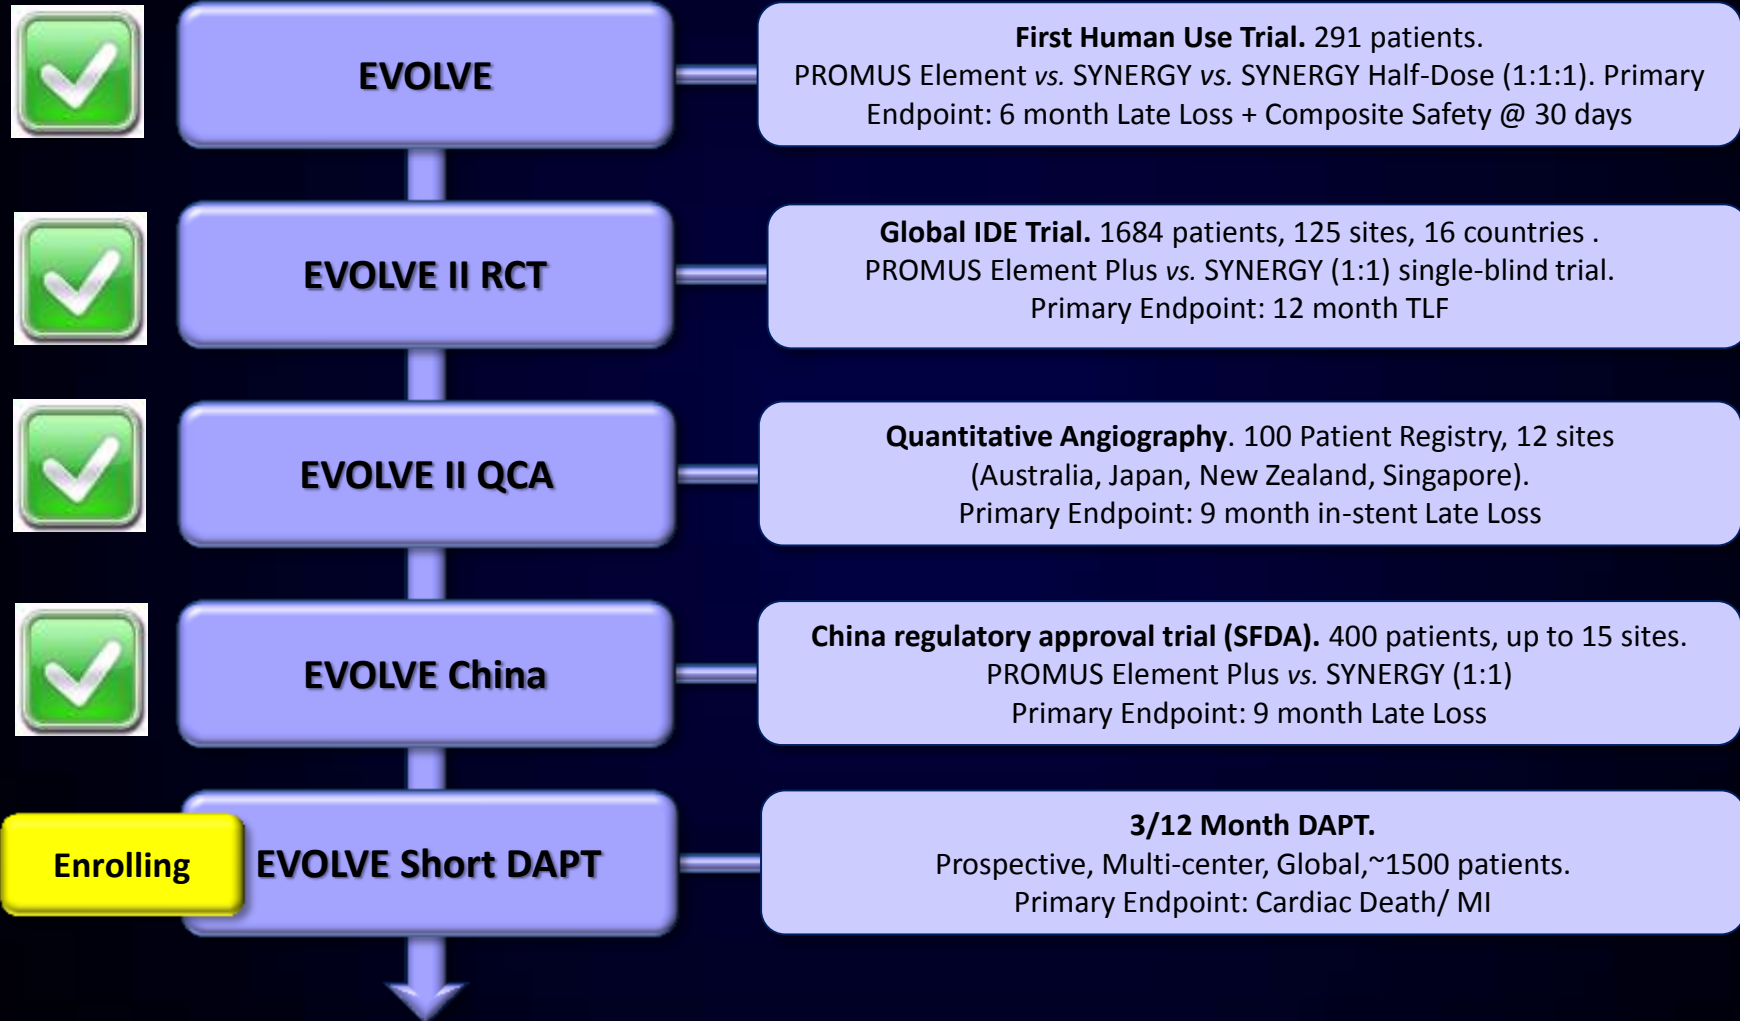 EVOLVE
First Human Use Trial. 291 patients.
PROMUS Element vs. SYNERGY vs. SYNERGY Half-Dose (1:1:1). Primary
Endpoint: 6 month Late Loss + Composite Safety @ 30 days
EVOLVE II RCT
Global IDE Trial. 1684 patients, 125 sites, 16 countries .
PROMUS Element Plus vs. SYNERGY (1:1) single-blind trial.
Primary Endpoint: 12 month TLF
EVOLVE II QCA
Quantitative Angiography. 100 Patient Registry, 12 sites
(Australia, Japan, New Zealand, Singapore).
Primary Endpoint: 9 month in-stent Late Loss
EVOLVE China
China regulatory approval trial (SFDA). 400 patients, up to 15 sites.
PROMUS Element Plus vs. SYNERGY (1:1)
Primary Endpoint: 9 month Late Loss
Enrolling
EVOLVE Short DAPT
3/12 Month DAPT.
Prospective, Multi-center, Global,~1500 patients.
Primary Endpoint: Cardiac Death/ MI